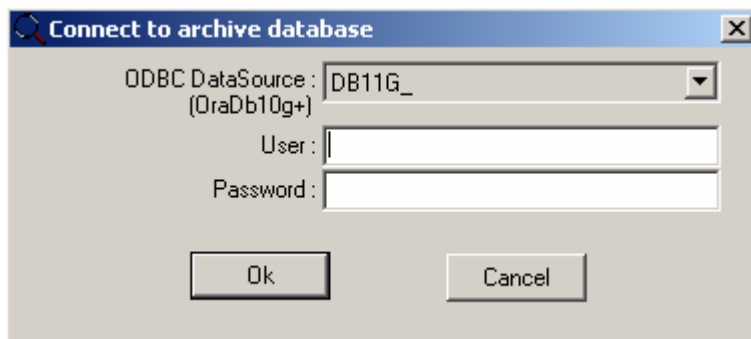 Connect to archive database
ODBC DataSource : DB11G_
(OraDb10g+)
User :
Password :
Ok Cancel